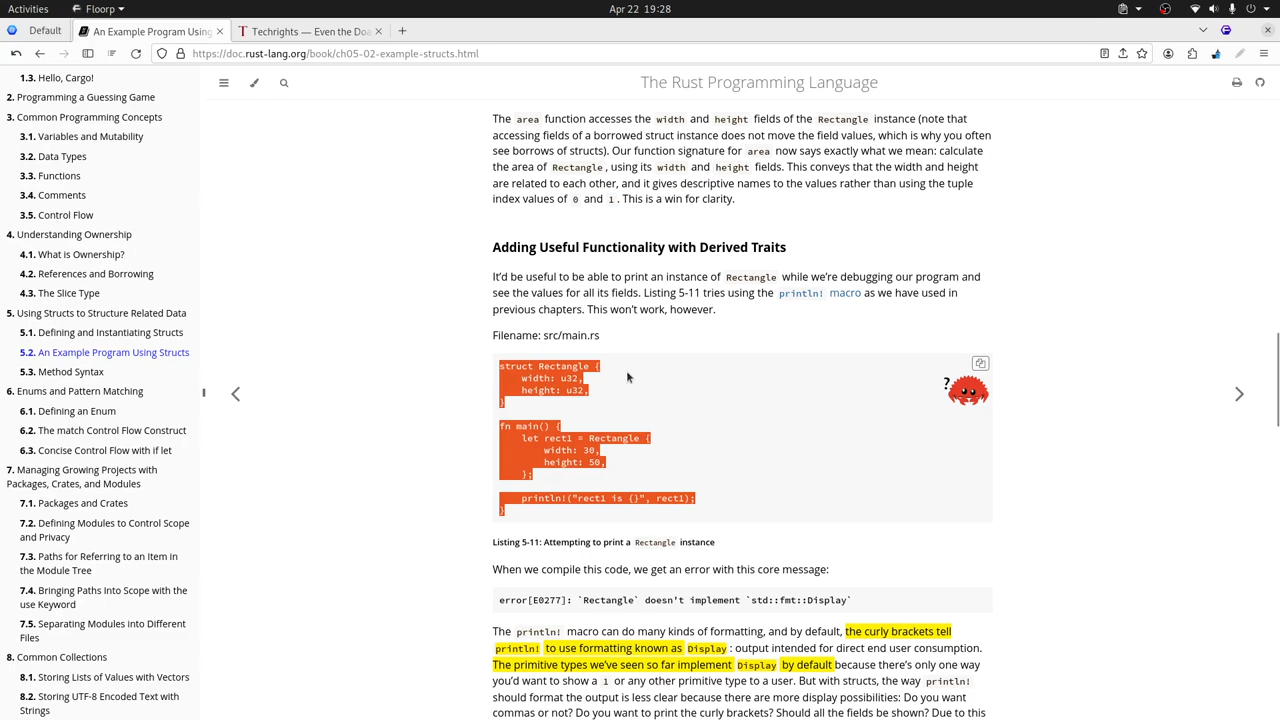 Activities
Floorp
Apr 22 19:28
Default
An Example Program Using
Techrights — Even the Doa
https://doc.rust-lang.org/book/ch05-02-example-structs.html
1.3. Hello, Cargo!
2. Programming a Guessing Game
3. Common Programming Concepts
3.1. Variables and Mutability
3.2. Data Types
3.3. Functions
3.4. Comments
3.5. Control Flow
4. Understanding Ownership
4.1. What is Ownership?
4.2. References and Borrowing
4.3. The Slice Type
5. Using Structs to Structure Related Data
5.1. Defining and Instantiating Structs
5.2. An Example Program Using Structs
5.3. Method Syntax
6. Enums and Pattern Matching
6.1. Defining an Enum
6.2. The match Control Flow Construct
6.3. Concise Control Flow with if let
7. Managing Growing Projects with
Packages, Crates, and Modules
7.1. Packages and Crates
7.2. Defining Modules to Control Scope
and Privacy
7.3. Paths for Referring to an Item in
the Module Tree
7.4. Bringing Paths Into Scope with the
use Keyword
7.5. Separating Modules into Different
Files
8. Common Collections
8.1. Storing Lists of Values with Vectors
8.2. Storing UTF-8 Encoded Text with
Strings
The Rust Programming Language
The area function accesses the width and height fields of the Rectangle instance (note that
accessing fields of a borrowed struct instance does not move the field values, which is why you often
see borrows of structs). Our function signature for area now says exactly what we mean: calculate
the area of Rectangle, using its width and height fields. This conveys that the width and height
are related to each other, and it gives descriptive names to the values rather than using the tuple
index values of 0 and 1. This is a win for clarity.
Adding Useful Functionality with Derived Traits
It’d be useful to be able to print an instance of Rectangle while we’re debugging our program and
see the values for all its fields. Listing 5-11 tries using the println! macro as we have used in
previous chapters. This won’t work, however.
Filename: src/main.rs
struct Rectangle {
    width: u32,
    height: u32,
}
fn main() {
    let rect1 = Rectangle {
        width: 30,
        height: 50,
    };
    println!("rect1 is {}", rect1);
}
?
Listing 5-11: Attempting to print a Rectangle instance
When we compile this code, we get an error with this core message:
error[E0277]: `Rectangle` doesn't implement `std::fmt::Display`
The println! macro can do many kinds of formatting, and by default, the curly brackets tell
println! to use formatting known as Display: output intended for direct end user consumption.
The primitive types we’ve seen so far implement Display by default because there’s only one way
you’d want to show a 1 or any other primitive type to a user. But with structs, the way println!
should format the output is less clear because there are more display possibilities: Do you want
commas or not? Do you want to print the curly brackets? Should all the fields be shown? Due to this